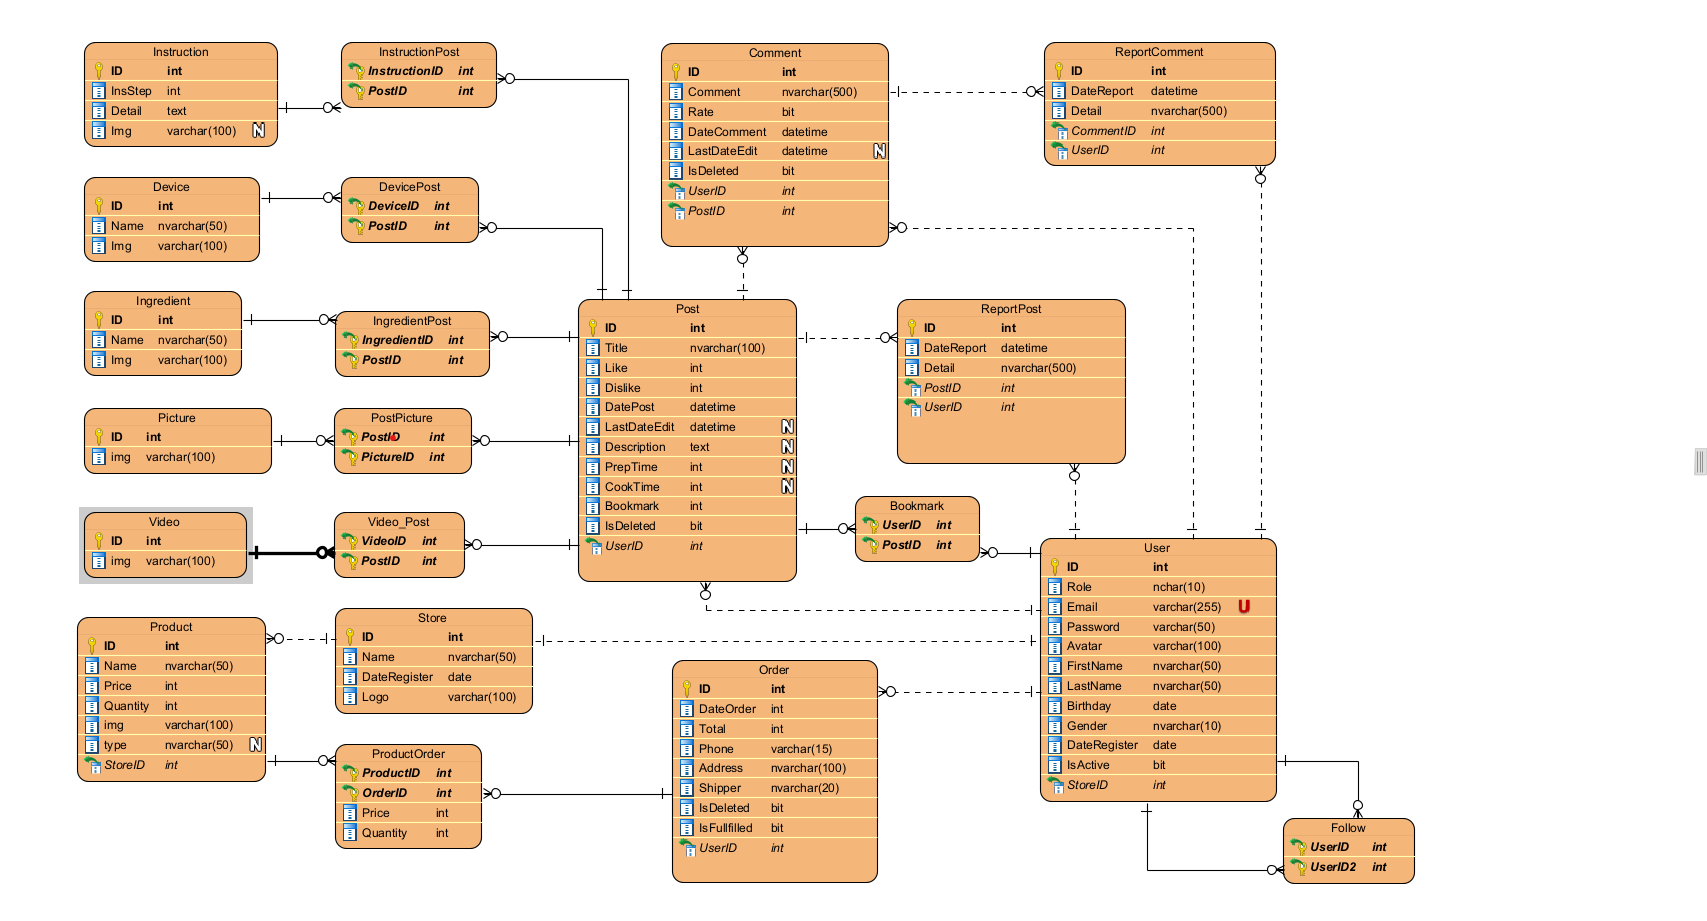 Instruction
ID int
InsStep int
Detail text
Img varchar(100) N
InstructionPost
InstructionID int
PostID int
Comment
ID int
Comment nvarchar(500)
Rate bit
DateComment datetime
LastDateEdit datetime N
IsDeleted bit
UserID int
PostID int
ReportComment
ID int
DateReport datetime
Detail nvarchar(500)
CommentID int
UserID int
Device
ID int
Name nvarchar(50)
Img varchar(100)
DevicePost
DeviceID int
PostID int
Ingredient
ID int
Name nvarchar(50)
Img varchar(100)
IngredientPost
IngredientID int
PostID int
Post
ID int
Title nvarchar(100)
Like int
Dislike int
DatePost datetime
LastDateEdit datetime N
Description text N
PrepTime int N
CookTime int N
Bookmark int
IsDeleted bit
UserID int
ReportPost
ID int
DateReport datetime
Detail nvarchar(500)
PostID int
UserID int
Picture
ID int
img varchar(100)
PostPicture
PostID int
PictureID int
Video
ID int
img varchar(100)
Video_Post
VideoID int
PostID int
Bookmark
UserID int
PostID int
User
ID int
Role nchar(10)
Email varchar(255) U
Password varchar(50)
Avatar varchar(100)
FirstName nvarchar(50)
LastName nvarchar(50)
Birthday date
Gender nvarchar(10)
DateRegister date
IsActive bit
StoreID int
Product
ID int
Name nvarchar(50)
Price int
Quantity int
img varchar(100)
type nvarchar(50) N
StoreID int
Store
ID int
Name nvarchar(50)
DateRegister date
Logo varchar(100)
Order
ID int
DateOrder int
Total int
Phone varchar(15)
Address nvarchar(100)
Shipper nvarchar(20)
IsDeleted bit
IsFullfilled bit
UserID int
ProductOrder
ProductID int
OrderID int
Price int
Quantity int
Follow
UserID int
UserID2 int